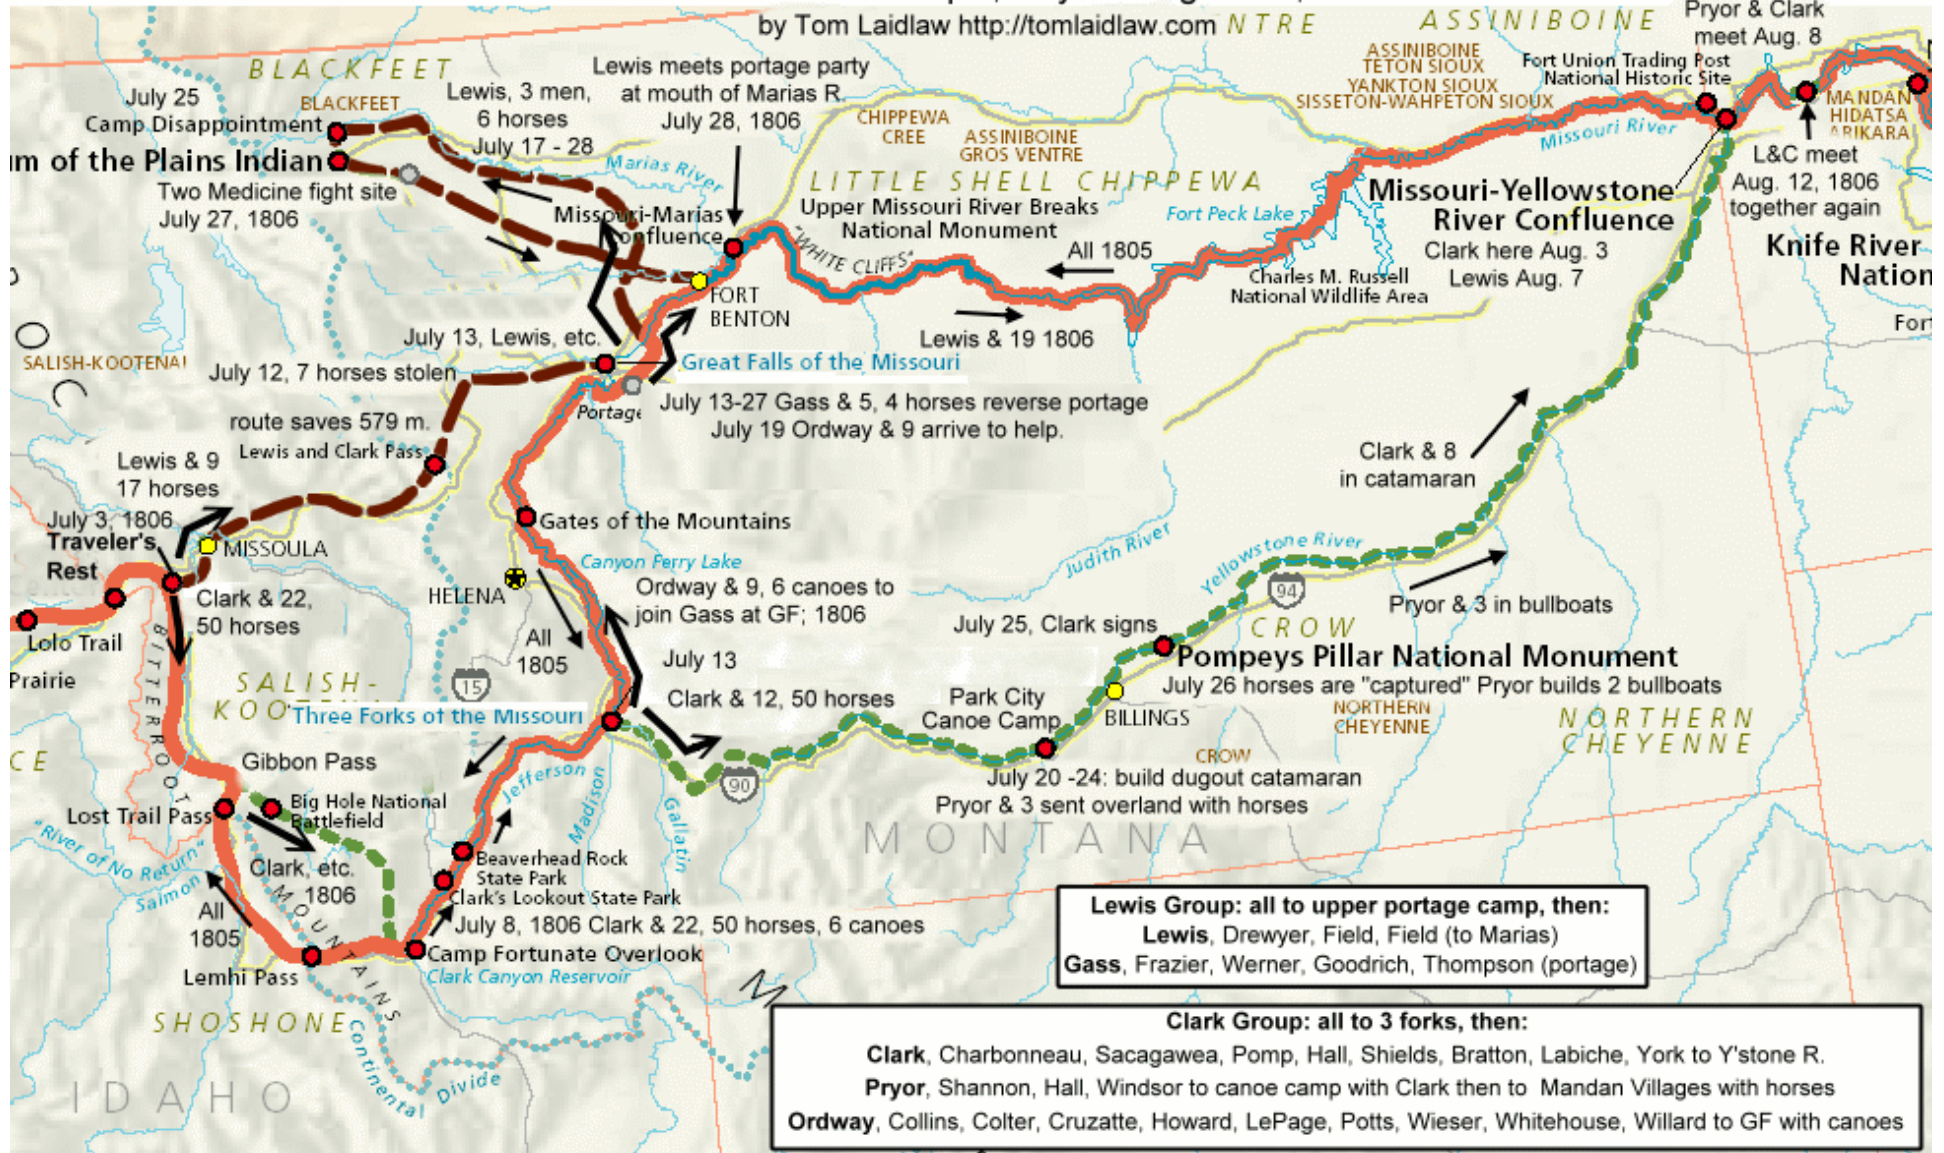 by Tom Laidlaw http://tomlaidlaw.com
NTRE
ASSINIBOINE
Pryor & Clark
meet Aug. 8
BLACKFEET
BLACKFEET
July 25
Camp Disappointment
um of the Plains Indian
Two Medicine fight site
July 27, 1806
Lewis, 3 men,
6 horses
July 17 - 28
Lewis meets portage party
at mouth of Marias R.
July 28, 1806
Marias River
CHIPPEWA
CREE
ASSINIBOINE
GROS VENTRE
ASSINIBOINE
TETON SIOUX
YANKTON SIOUX
SISSETON-WAHPETON SIOUX
Fort Union Trading Post
National Historic Site
MANDAN
HIDATSA
ARIKARA
Missouri River
L&C meet
Aug. 12, 1806
together again
LITTLE SHELL CHIPPEWA
Missouri-Marias
Confluence
Upper Missouri River Breaks
National Monument
Fort Peck Lake
Missouri-Yellowstone
River Confluence
Clark here Aug. 3
Lewis Aug. 7
Knife River
Nation
Fort
"WHITE CLIFFS"
All 1805
Charles M. Russell
National Wildlife Area
FORT
BENTON
Lewis & 19 1806
O
C
SALISH-KOOTENAI
July 13, Lewis, etc.
Great Falls of the Missouri
July 12, 7 horses stolen
Portage
July 13-27 Gass & 5, 4 horses reverse portage
July 19 Ordway & 9 arrive to help.
route saves 579 m.
Lewis and Clark Pass
Lewis & 9
17 horses
July 3, 1806
Traveler's
Rest
MISSOULA
Clark & 8
in catamaran
Gates of the Mountains
Canyon Ferry Lake
HELENA
Judith River
Yellowstone River
94
Ordway & 9, 6 canoes to
join Gass at GF; 1806
Pryor & 3 in bullboats
Clark & 22,
50 horses
Lolo Trail
Prairie
BITTERROOT
All
1805
July 13
Clark & 12, 50 horses
July 25, Clark signs
CROW
Pompeys Pillar National Monument
July 26 horses are "captured" Pryor builds 2 bullboats
15
SALISH-
KOOTENAI
Three Forks of the Missouri
Park City
Canoe Camp
BILLINGS
NORTHERN
CHEYENNE
NORTHERN
CHEYENNE
CE
Gibbon Pass
Jefferson
Madison
Gallatin
90
CROW
July 20 -24: build dugout catamaran
Pryor & 3 sent overland with horses
Lost Trail Pass
Big Hole National
Battlefield
"River of No Return"
Salmon
Clark, etc.
1806
MONTANA
Beaverhead Rock
State Park
Clark's Lookout State Park
All
1805
July 8, 1806 Clark & 22, 50 horses, 6 canoes
Camp Fortunate Overlook
Clark Canyon Reservoir
Lemhi Pass
MOUNTAINS
M
SHOSHONE
Continental Divide
IDAHO
Lewis Group: all to upper portage camp, then:
Lewis, Drewyer, Field, Field (to Marias)
Gass, Frazier, Werner, Goodrich, Thompson (portage)
Clark Group: all to 3 forks, then:
Clark, Charbonneau, Sacagawea, Pomp, Hall, Shields, Bratton, Labiche, York to Y'stone R.
Pryor, Shannon, Hall, Windsor to canoe camp with Clark then to Mandan Villages with horses
Ordway, Collins, Colter, Cruzatte, Howard, LePage, Potts, Wieser, Whitehouse, Willard to GF with canoes